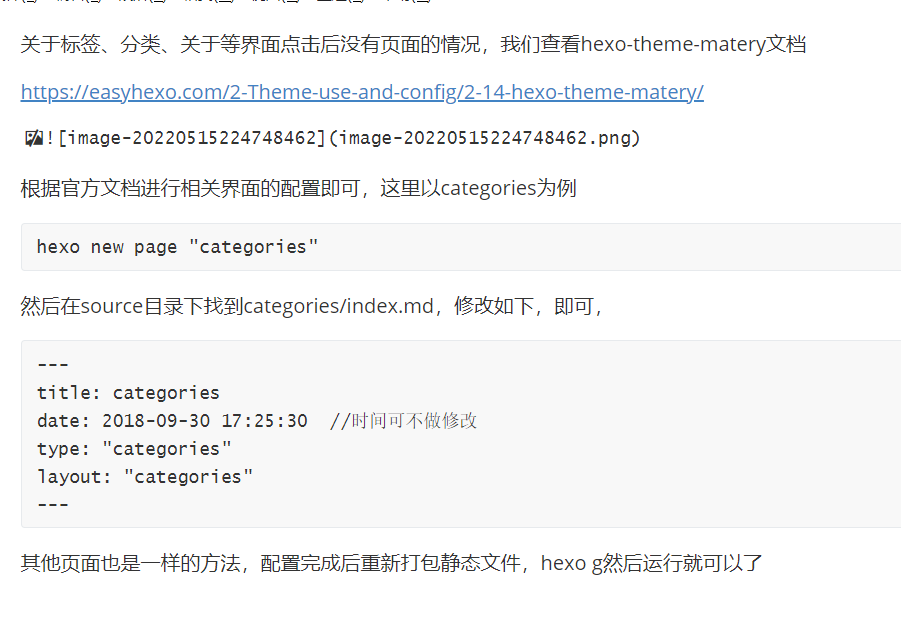 关于标签、分类、关于等界面点击后没有页面的情况，我们查看hexo-theme-matery文档
https://easyhexo.com/2-Theme-use-and-config/2-14-hexo-theme-matery/
![image-20220515224748462](image-20220515224748462.png)
根据官方文档进行相关界面的配置即可，这里以categories为例
hexo new page "categories"
然后在source目录下找到categories/index.md，修改如下，即可，
---
title: categories
date: 2018-09-30 17:25:30  //时间可不做修改
type: "categories"
layout: "categories"
---
其他页面也是一样的方法，配置完成后重新打包静态文件，hexo g然后运行就可以了